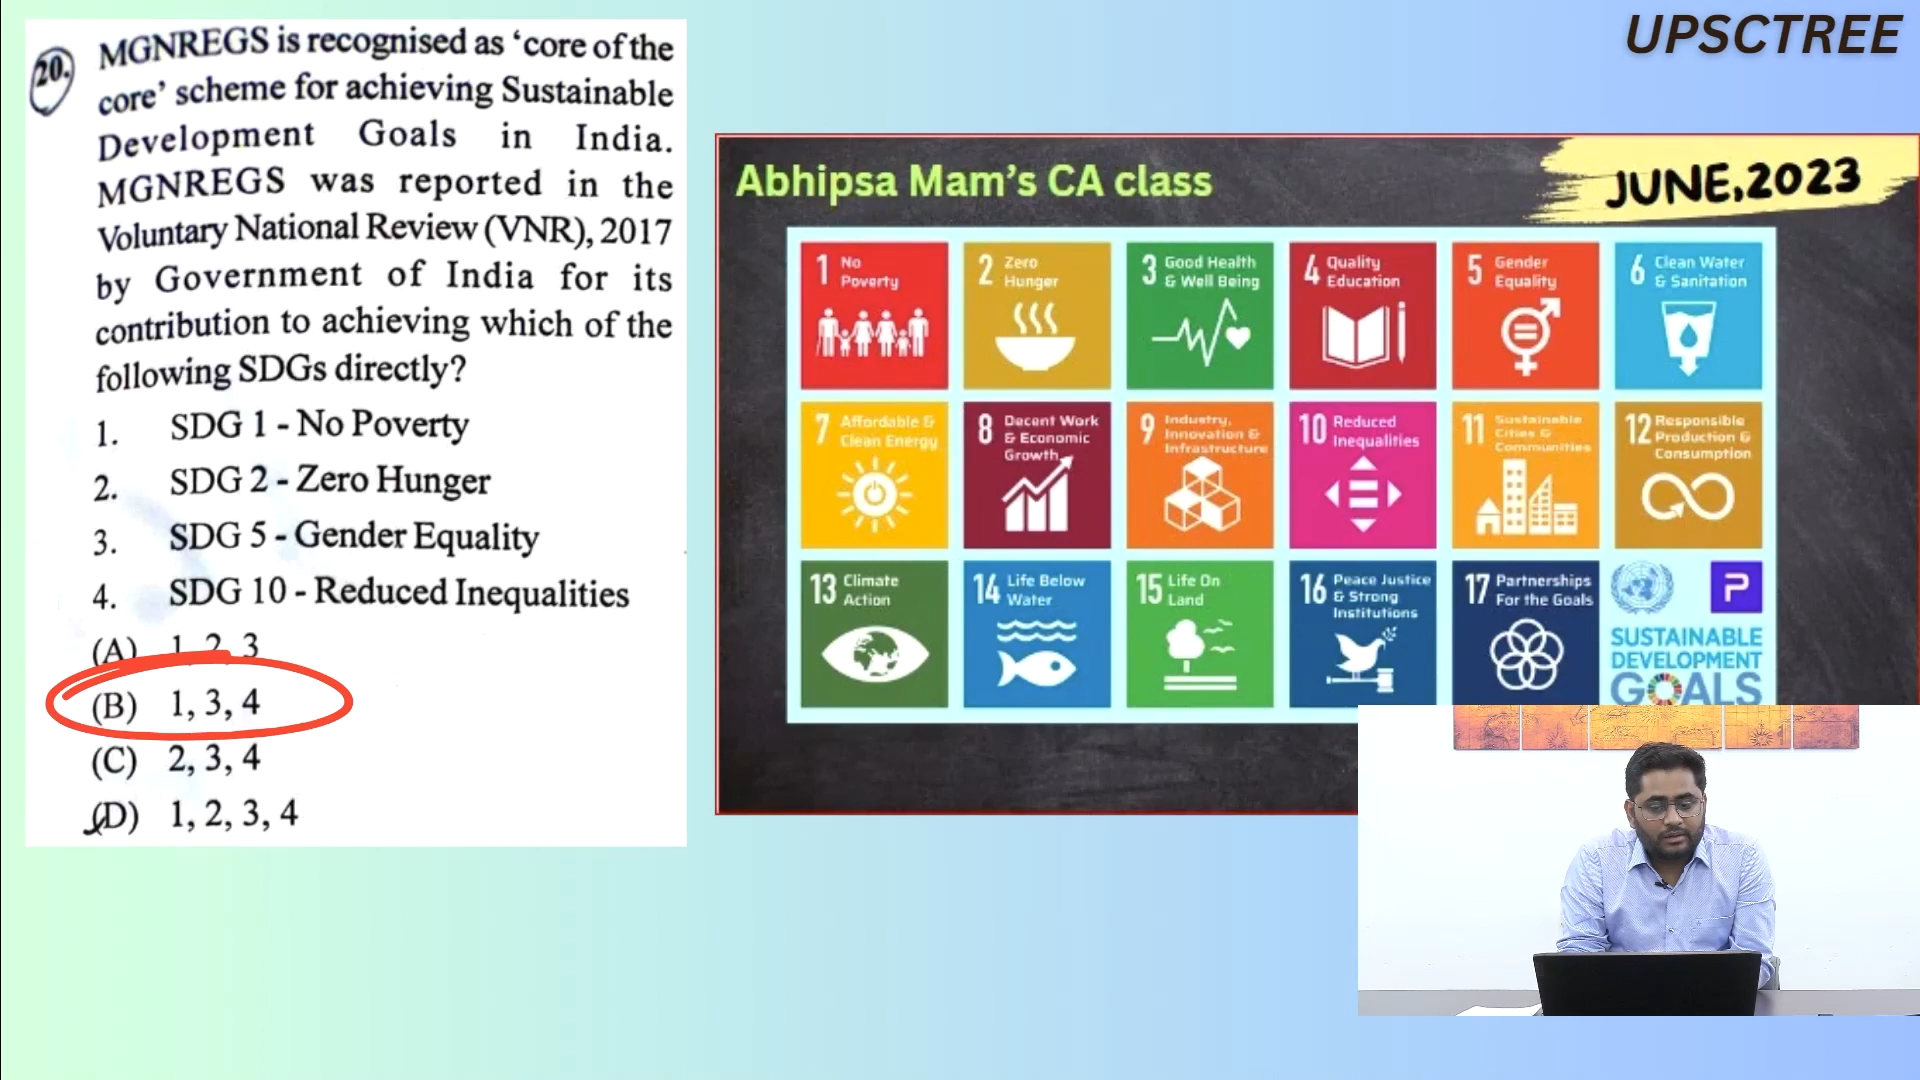 UPSCTREE
20. MGNREGS is recognised as ‘core of the
core’ scheme for achieving Sustainable
Development Goals in India.
MGNREGS was reported in the
Voluntary National Review (VNR), 2017
by Government of India for its
contribution to achieving which of the
following SDGs directly?
1. SDG 1 - No Poverty
2. SDG 2 - Zero Hunger
3. SDG 5 - Gender Equality
4. SDG 10 - Reduced Inequalities
(A) 1, 2, 3
(B) 1, 3, 4
(C) 2, 3, 4
(D) 1, 2, 3, 4
Abhipsa Mam’s CA class
JUNE,2023
1 No
Poverty
2 Zero
Hunger
3 Good Health
& Well Being
4 Quality
Education
5 Gender
Equality
6 Clean Water
& Sanitation
7 Affordable &
Clean Energy
8 Decent Work
& Economic
Growth
9 Industry,
Innovation &
Infrastructure
10 Reduced
Inequalities
11 Sustainable
Cities &
Communities
12 Responsible
Production &
Consumption
13 Climate
Action
14 Life Below
Water
15 Life On
Land
16 Peace Justice
& Strong
Institutions
17 Partnerships
For the Goals
P
SUSTAINABLE
DEVELOPMENT
GOALS